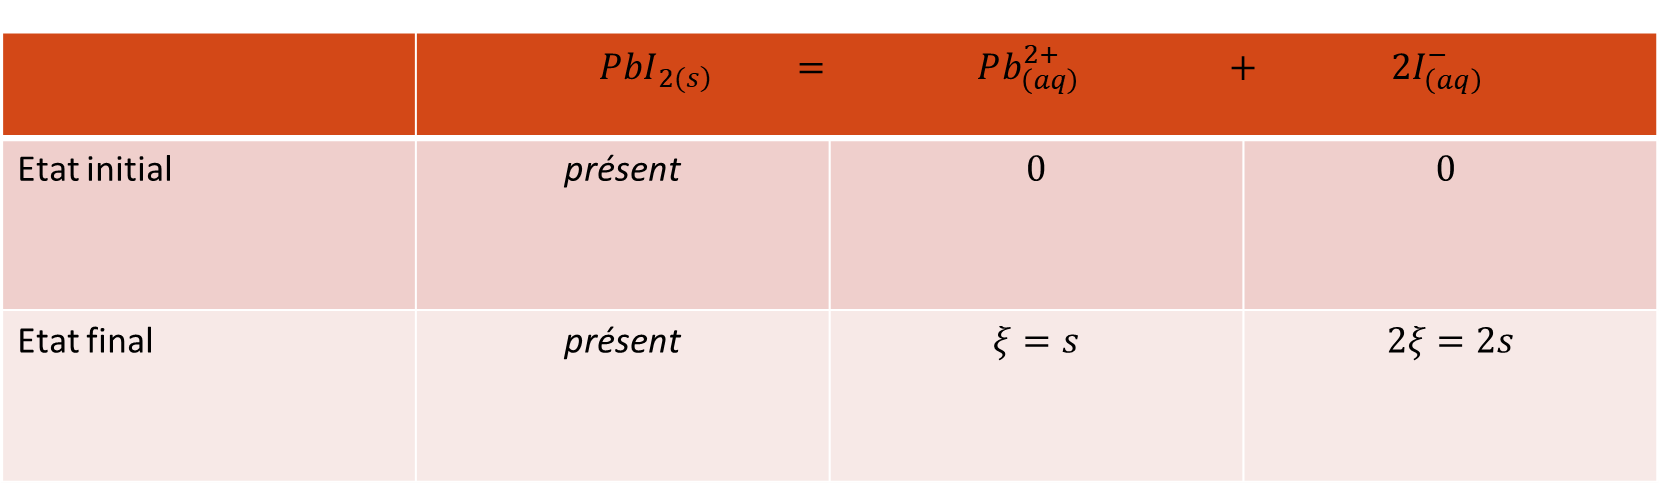 PbI₂₍ₛ₎ = Pb²⁺₍aq₎ + 2I⁻₍aq₎
Etat initial présent 0 0
Etat final présent ξ = s 2ξ = 2s